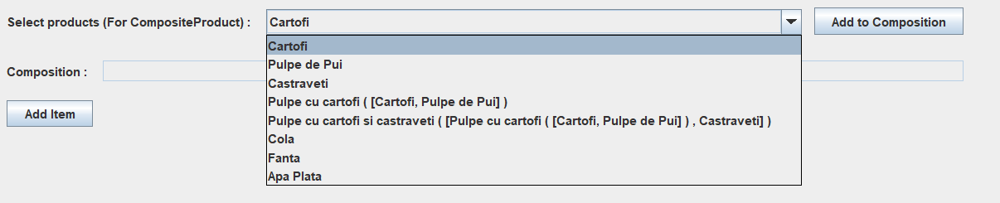 Select products (For CompositeProduct) :
Cartofi
Add to Composition
Cartofi
Pulpe de Pui
Composition :
Castraveti
Pulpe cu cartofi ( [Cartofi, Pulpe de Pui] )
Add Item
Pulpe cu cartofi si castraveti ( [Pulpe cu cartofi ( [Cartofi, Pulpe de Pui] ) , Castraveti] )
Cola
Fanta
Apa Plata